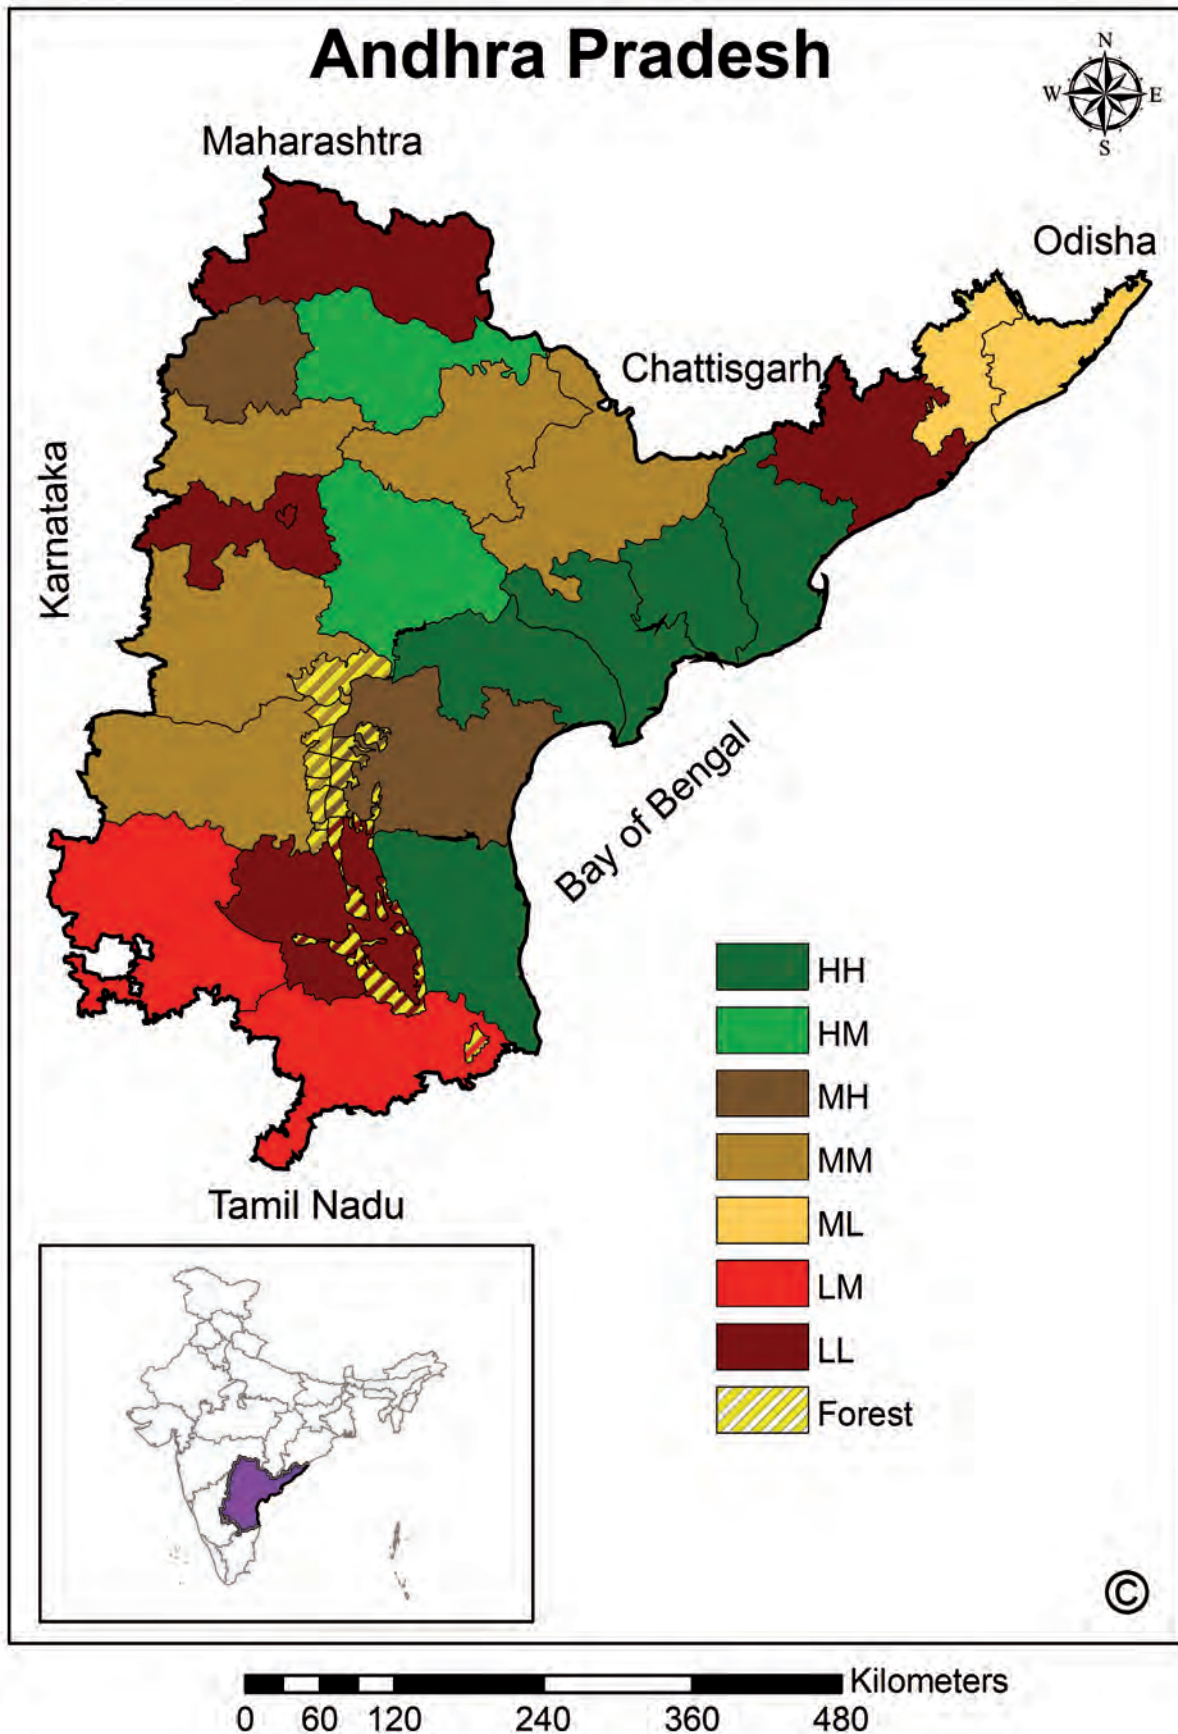 Andhra Pradesh
N
W
E
S
Maharashtra
Odisha
Chattisgarh
Karnataka
Bay of Bengal
Tamil Nadu
HH
HM
MH
MM
ML
LM
LL
Forest
©
Kilometers
0 60 120 240 360 480